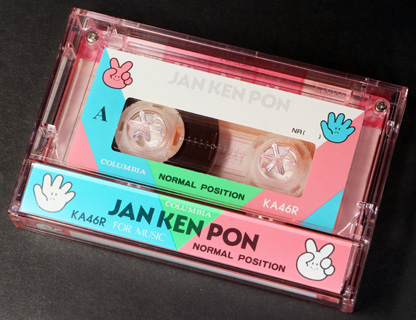 JAN KEN PON
A
NR( )
COLUMBIA
NORMAL POSITION
KA46R
COLUMBIA
JAN KEN PON
KA46R
FOR MUSIC
NORMAL POSITION